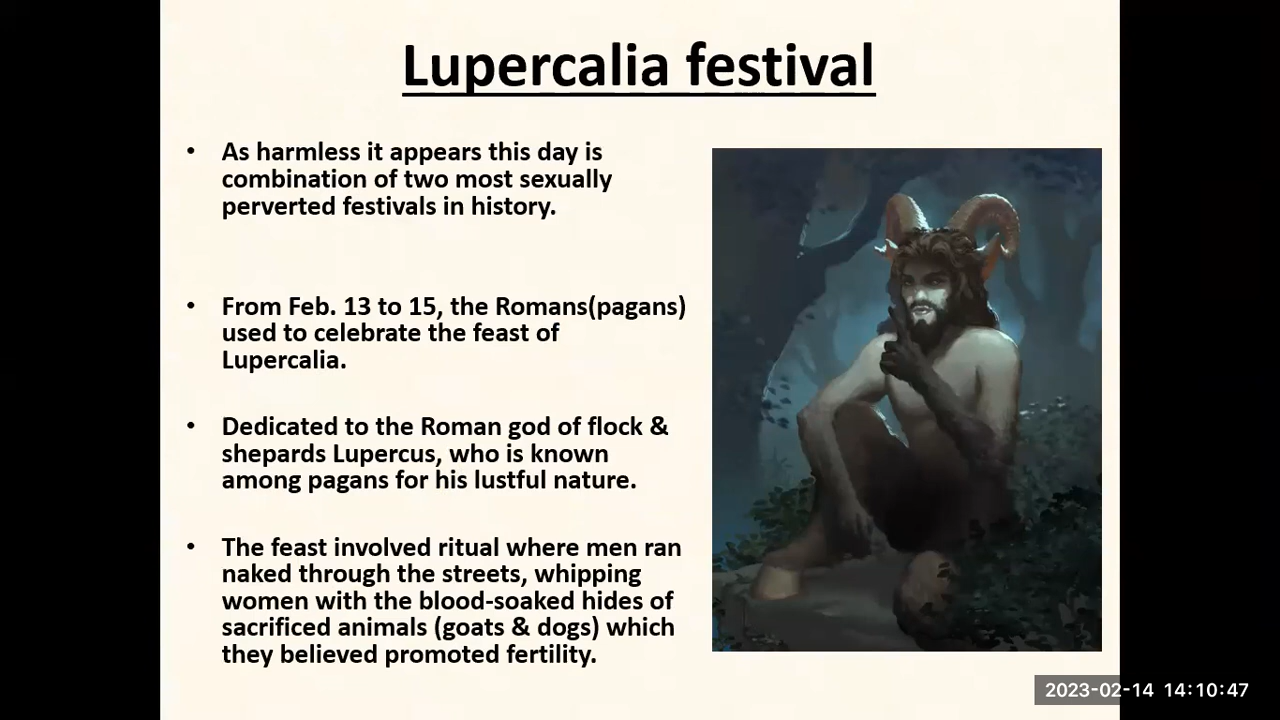 Lupercalia festival
• As harmless it appears this day is
combination of two most sexually
perverted festivals in history.
• From Feb. 13 to 15, the Romans(pagans)
used to celebrate the feast of
Lupercalia.
• Dedicated to the Roman god of flock &
shepards Lupercus, who is known
among pagans for his lustful nature.
• The feast involved ritual where men ran
naked through the streets, whipping
women with the blood-soaked hides of
sacrificed animals (goats & dogs) which
they believed promoted fertility.
2023-02-14 14:10:47